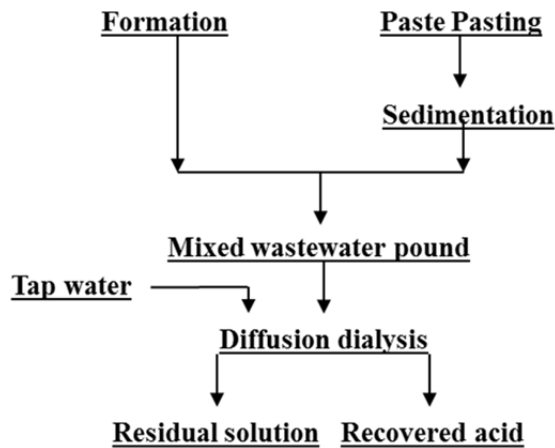 Formation
Paste Pasting
Sedimentation
Mixed wastewater pound
Tap water
Diffusion dialysis
Residual solution
Recovered acid